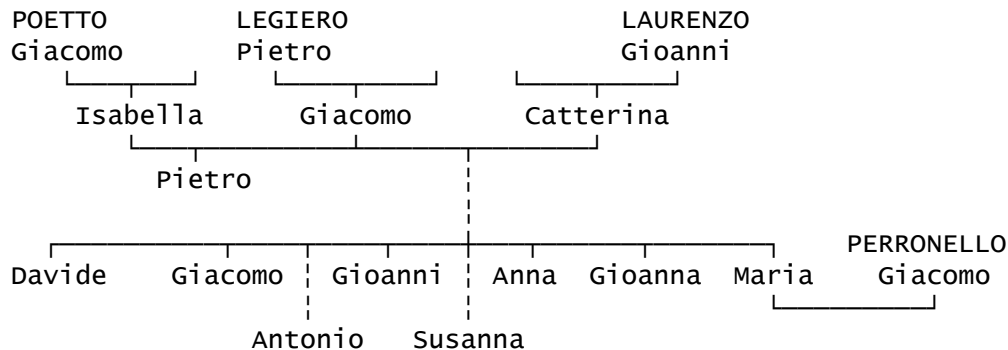 POETTO LEGIERO LAURENZO
Giacomo Pietro Gioanni
Isabella Giacomo Catterina
Pietro
PERRONELLO
Davide Giacomo Gioanni Anna Gioanna Maria Giacomo
Antonio Susanna